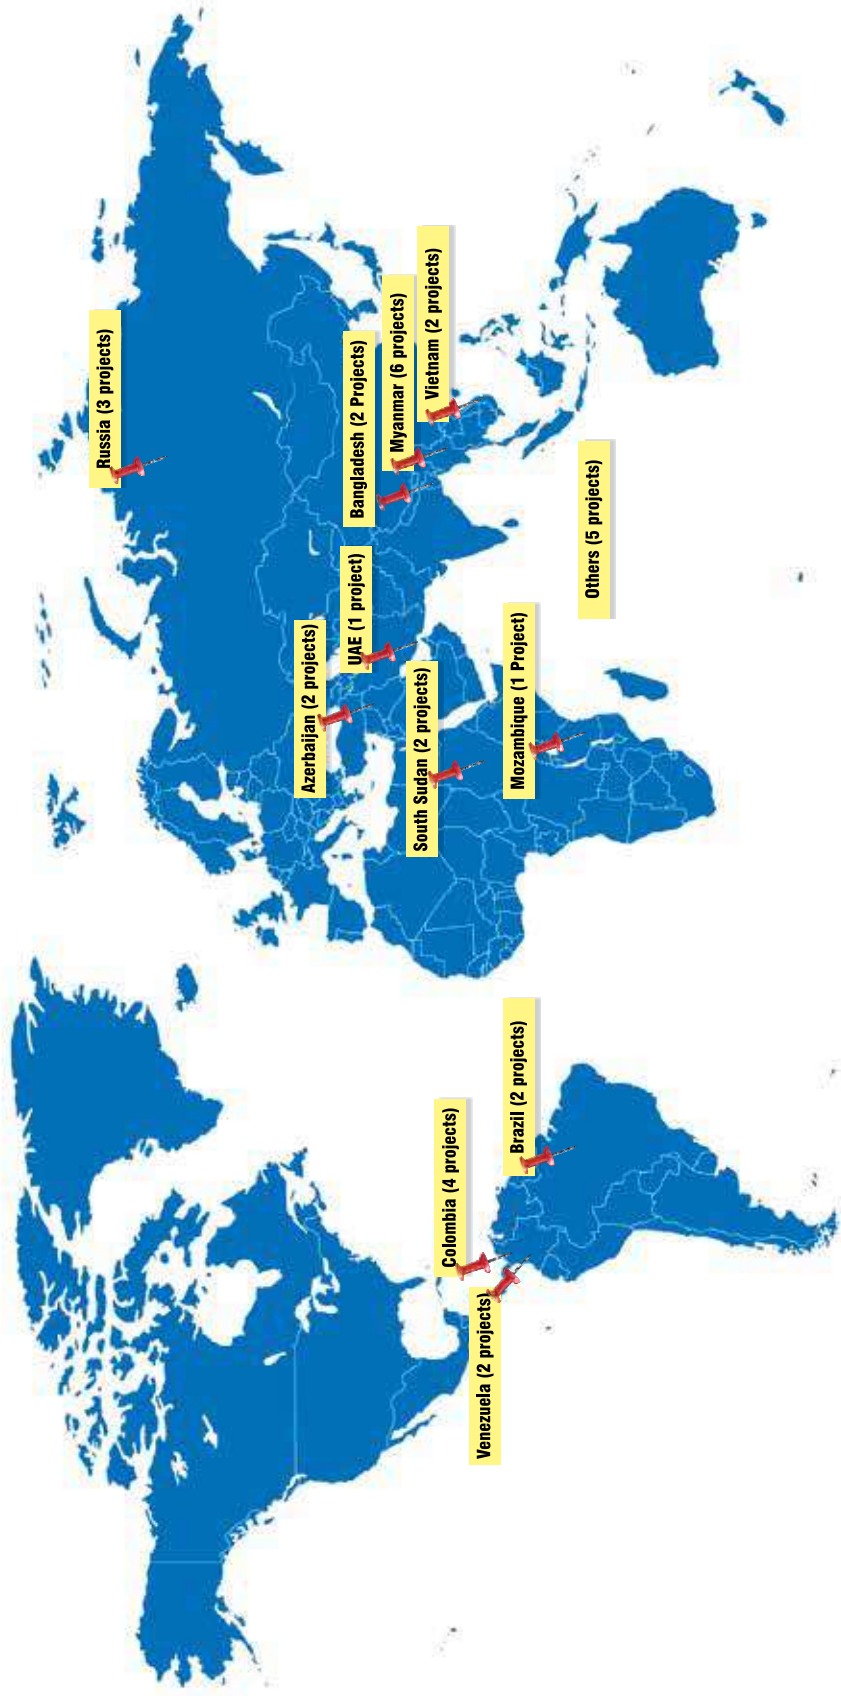 Russia (3 projects)
Azerbaijan (2 projects)
UAE (1 project)
Bangladesh (2 Projects)
Myanmar (6 projects)
Vietnam (2 projects)
South Sudan (2 projects)
Colombia (4 projects)
Venezuela (2 projects)
Brazil (2 projects)
Mozambique (1 Project)
Others (5 projects)